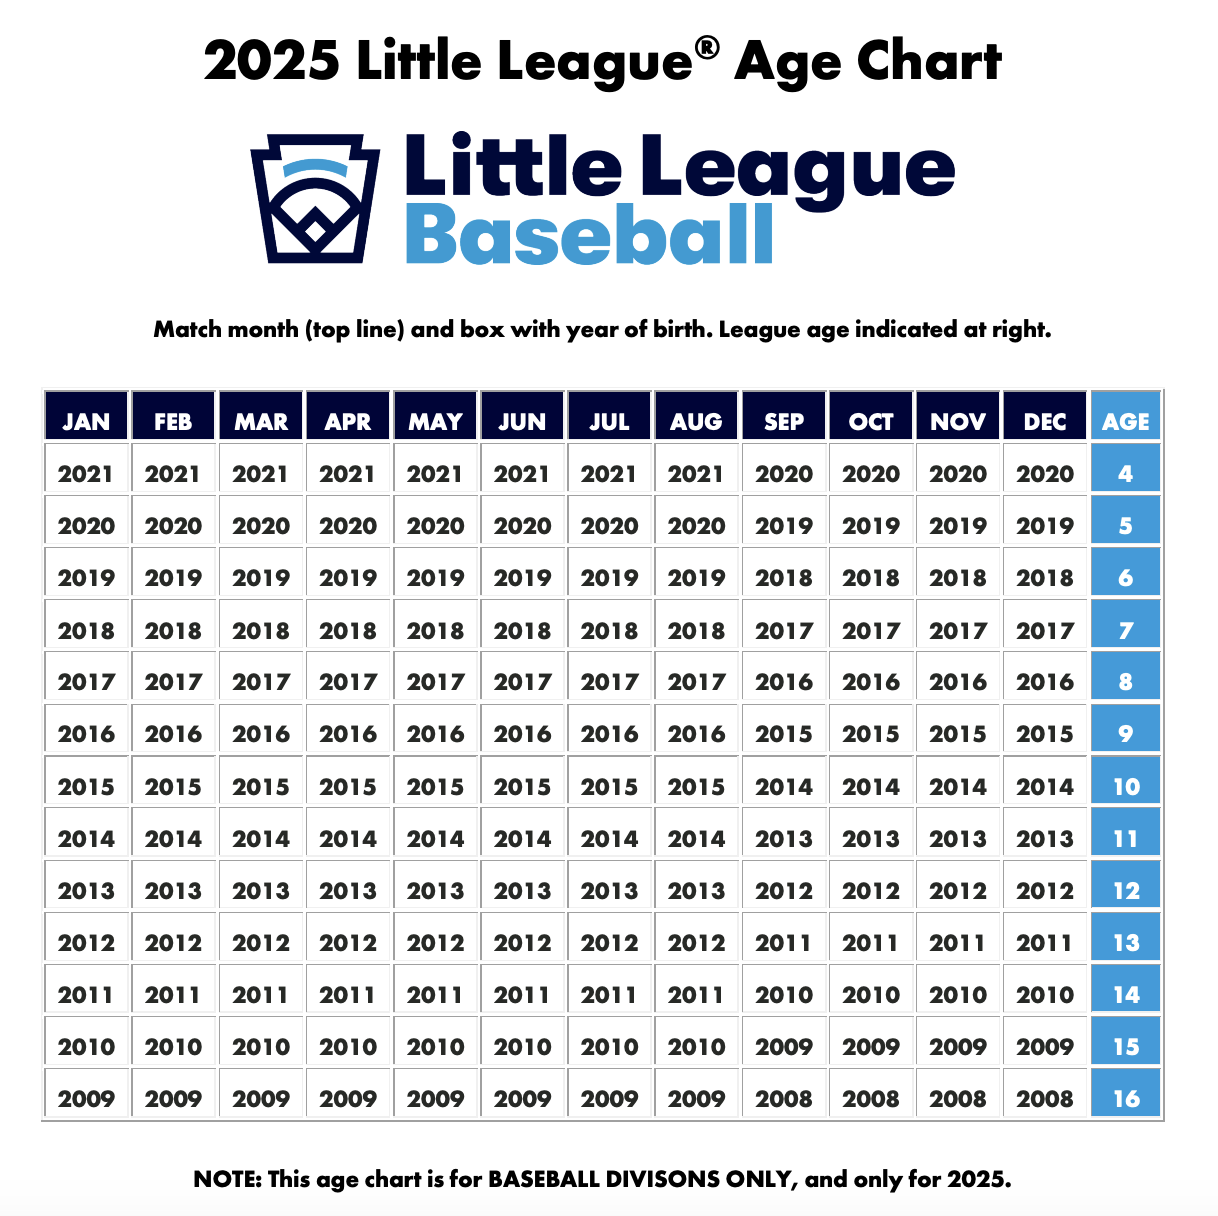 2025 Little League® Age Chart
Little League
Baseball
Match month (top line) and box with year of birth. League age indicated at right.
JAN FEB MAR APR MAY JUN JUL AUG SEP OCT NOV DEC AGE
2021 2021 2021 2021 2021 2021 2021 2021 2020 2020 2020 2020 4
2020 2020 2020 2020 2020 2020 2020 2020 2019 2019 2019 2019 5
2019 2019 2019 2019 2019 2019 2019 2019 2018 2018 2018 2018 6
2018 2018 2018 2018 2018 2018 2018 2018 2017 2017 2017 2017 7
2017 2017 2017 2017 2017 2017 2017 2017 2016 2016 2016 2016 8
2016 2016 2016 2016 2016 2016 2016 2016 2015 2015 2015 2015 9
2015 2015 2015 2015 2015 2015 2015 2015 2014 2014 2014 2014 10
2014 2014 2014 2014 2014 2014 2014 2014 2013 2013 2013 2013 11
2013 2013 2013 2013 2013 2013 2013 2013 2012 2012 2012 2012 12
2012 2012 2012 2012 2012 2012 2012 2012 2011 2011 2011 2011 13
2011 2011 2011 2011 2011 2011 2011 2011 2010 2010 2010 2010 14
2010 2010 2010 2010 2010 2010 2010 2010 2009 2009 2009 2009 15
2009 2009 2009 2009 2009 2009 2009 2009 2008 2008 2008 2008 16
NOTE: This age chart is for BASEBALL DIVISONS ONLY, and only for 2025.